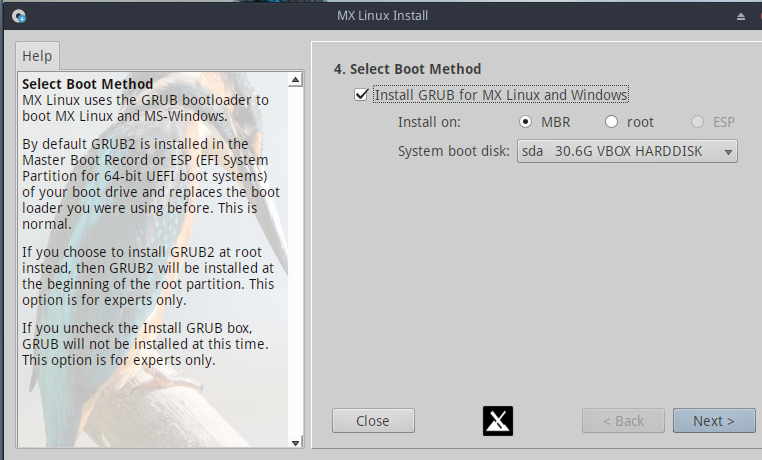 MX Linux Install
Help
Select Boot Method
MX Linux uses the GRUB bootloader to
boot MX Linux and MS-Windows.
By default GRUB2 is installed in the
Master Boot Record or ESP (EFI System
Partition for 64-bit UEFI boot systems)
of your boot drive and replaces the boot
loader you were using before. This is
normal.
If you choose to install GRUB2 at root
instead, then GRUB2 will be installed at
the beginning of the root partition. This
option is for experts only.
If you uncheck the Install GRUB box,
GRUB will not be installed at this time.
This option is for experts only.
4. Select Boot Method
Install GRUB for MX Linux and Windows
Install on: MBR root ESP
System boot disk: sda 30.6G VBOX HARDDISK
Close < Back Next >